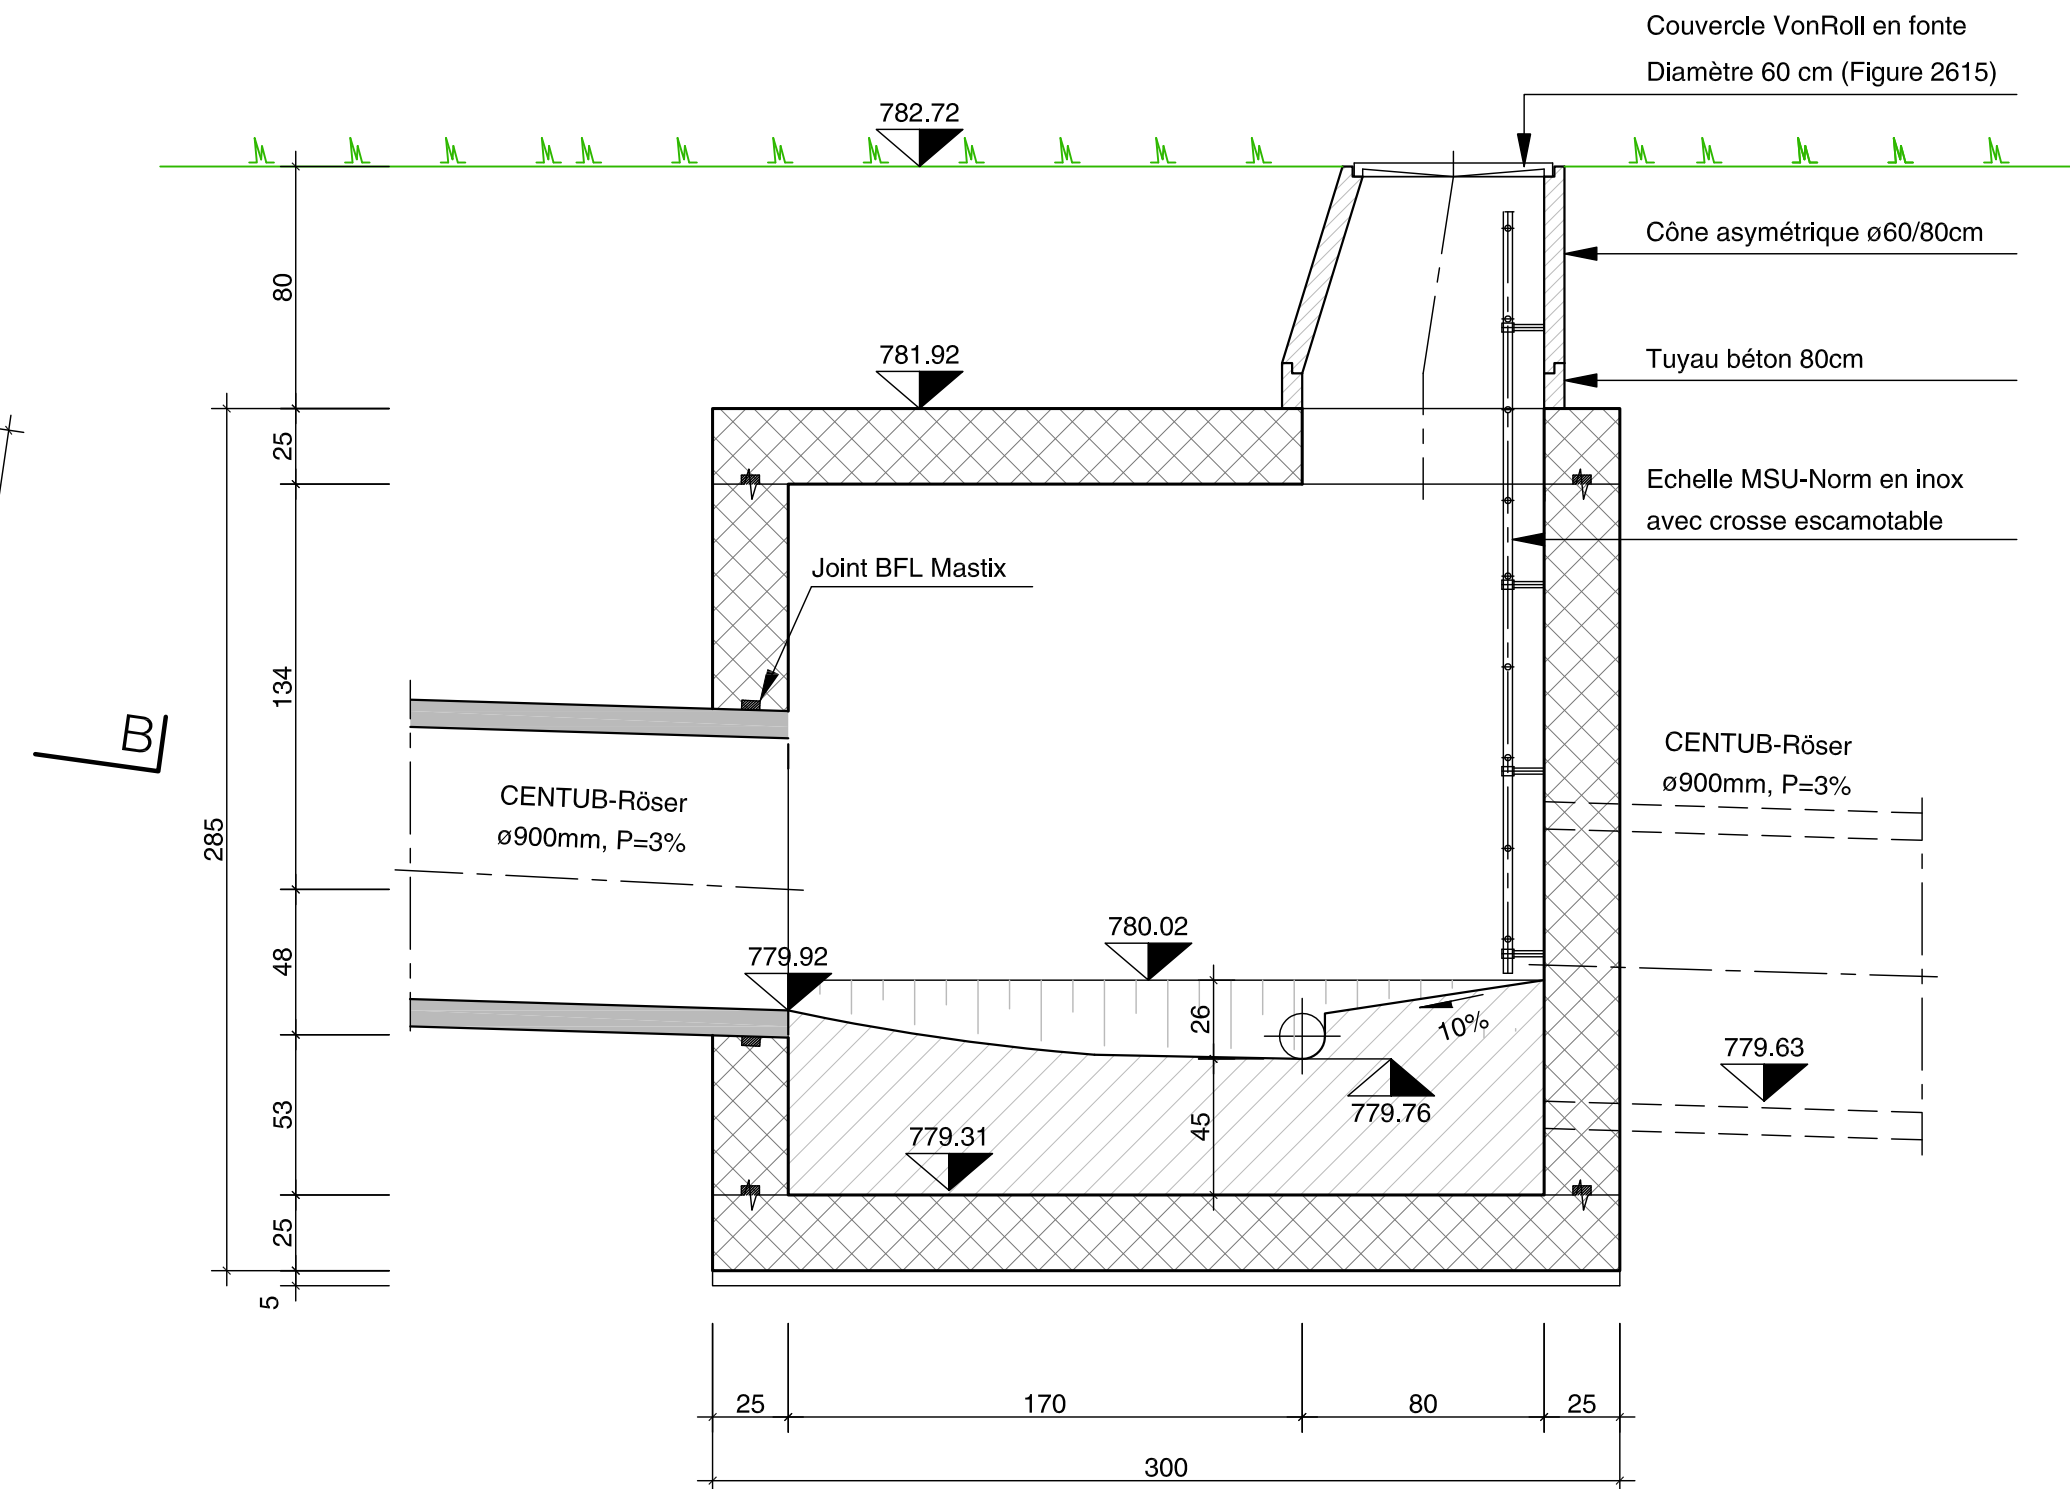 Couvercle VonRoll en fonte
Diamètre 60 cm (Figure 2615)
782.72
Cône asymétrique ø60/80cm
80
781.92
Tuyau béton 80cm
25
Echelle MSU-Norm en inox
avec crosse escamotable
Joint BFL Mastix
134
B
CENTUB-Röser
ø900mm, P=3%
CENTUB-Röser
ø900mm, P=3%
285
780.02
779.92
48
26
10%
779.63
53
45
779.76
779.31
25
5
25
170
80
25
300